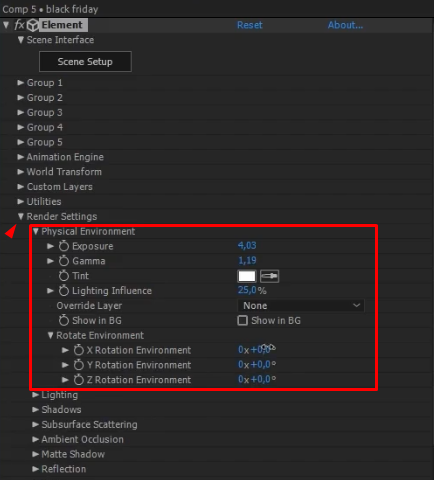 Comp 5 • black friday
fx Element Reset About...
Scene Interface
Scene Setup
Group 1
Group 2
Group 3
Group 4
Group 5
Animation Engine
World Transform
Custom Layers
Utilities
Render Settings
Physical Environment
Exposure 4,03
Gamma 1,19
Tint
Lighting Influence 25,0%
Override Layer None
Show in BG Show in BG
Rotate Environment
X Rotation Environment 0x+0,0°
Y Rotation Environment 0x+0,0°
Z Rotation Environment 0x+0,0°
Lighting
Shadows
Subsurface Scattering
Ambient Occlusion
Matte Shadow
Reflection